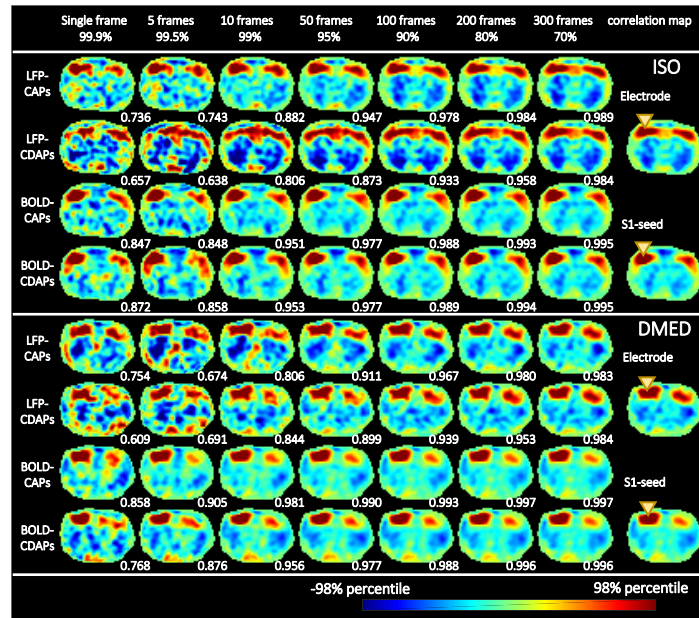 Single frame 5 frames 10 frames 50 frames 100 frames 200 frames 300 frames correlation map
99.9% 99.5% 99% 95% 90% 80% 70%
ISO
LFP-
CAPs
Electrode
0.736 0.743 0.882 0.947 0.978 0.984 0.989
LFP-
CDAPs
0.657 0.638 0.806 0.873 0.933 0.958 0.984
BOLD-
CAPs
S1-seed
0.847 0.848 0.951 0.977 0.988 0.993 0.995
BOLD-
CDAPs
0.872 0.858 0.953 0.977 0.989 0.994 0.995
DMED
LFP-
CAPs
Electrode
0.754 0.674 0.806 0.911 0.967 0.980 0.983
LFP-
CDAPs
0.609 0.691 0.844 0.899 0.939 0.953 0.984
BOLD-
CAPs
S1-seed
0.858 0.905 0.981 0.990 0.993 0.997 0.997
BOLD-
CDAPs
0.768 0.876 0.956 0.977 0.988 0.996 0.996
-98% percentile 98% percentile